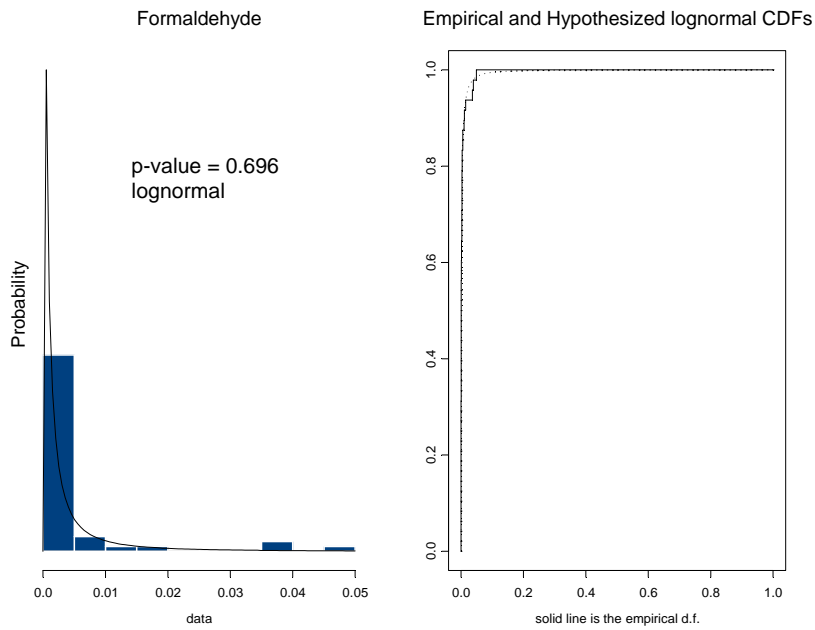 Formaldehyde
p-value = 0.696
lognormal
Probability
0.0 0.01 0.02 0.03 0.04 0.05
data
Empirical and Hypothesized lognormal CDFs
1.0
0.8
0.6
0.4
0.2
0.0
0.0 0.2 0.4 0.6 0.8 1.0
solid line is the empirical d.f.